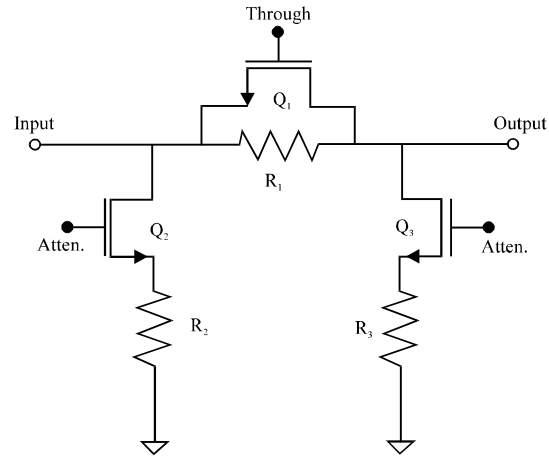 Through
Q₁
Input
Output
R₁
Q₂
Q₃
Atten.
Atten.
R₂
R₃